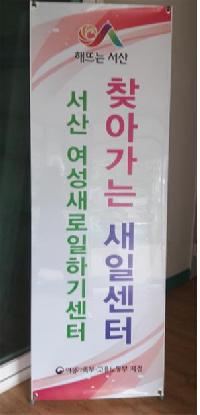 해뜨는 서산
찾아가는 새일센터
서산 여성새로일하기센터
여성가족부·고용노동부 지정